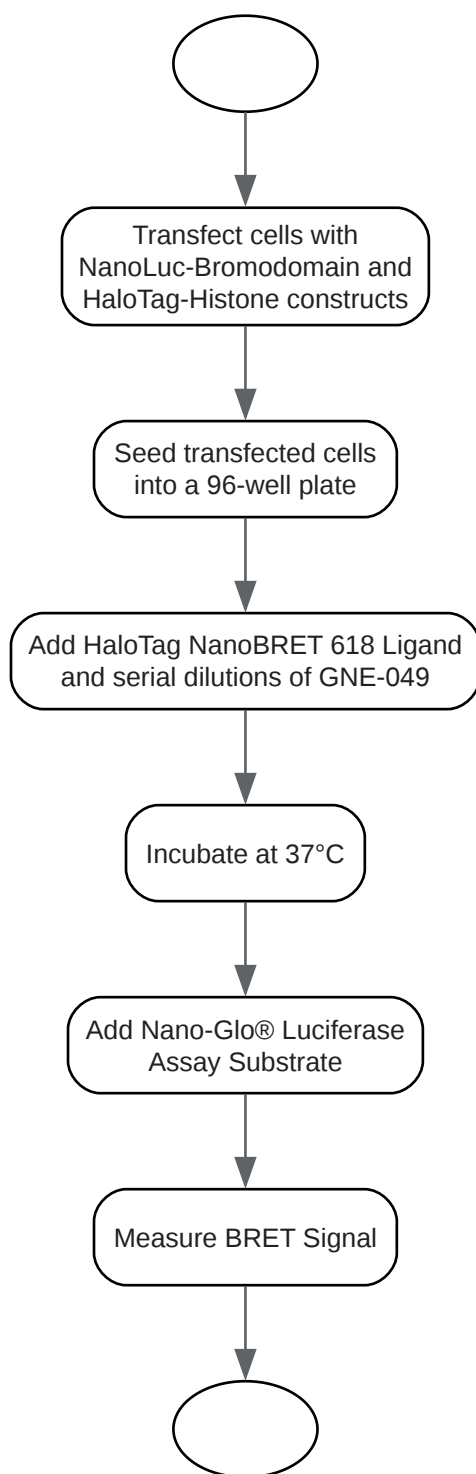 Transfect cells with
NanoLuc-Bromodomain and
HaloTag-Histone constructs
Seed transfected cells
into a 96-well plate
Add HaloTag NanoBRET 618 Ligand
and serial dilutions of GNE-049
Incubate at 37°C
Add Nano-Glo® Luciferase
Assay Substrate
Measure BRET Signal